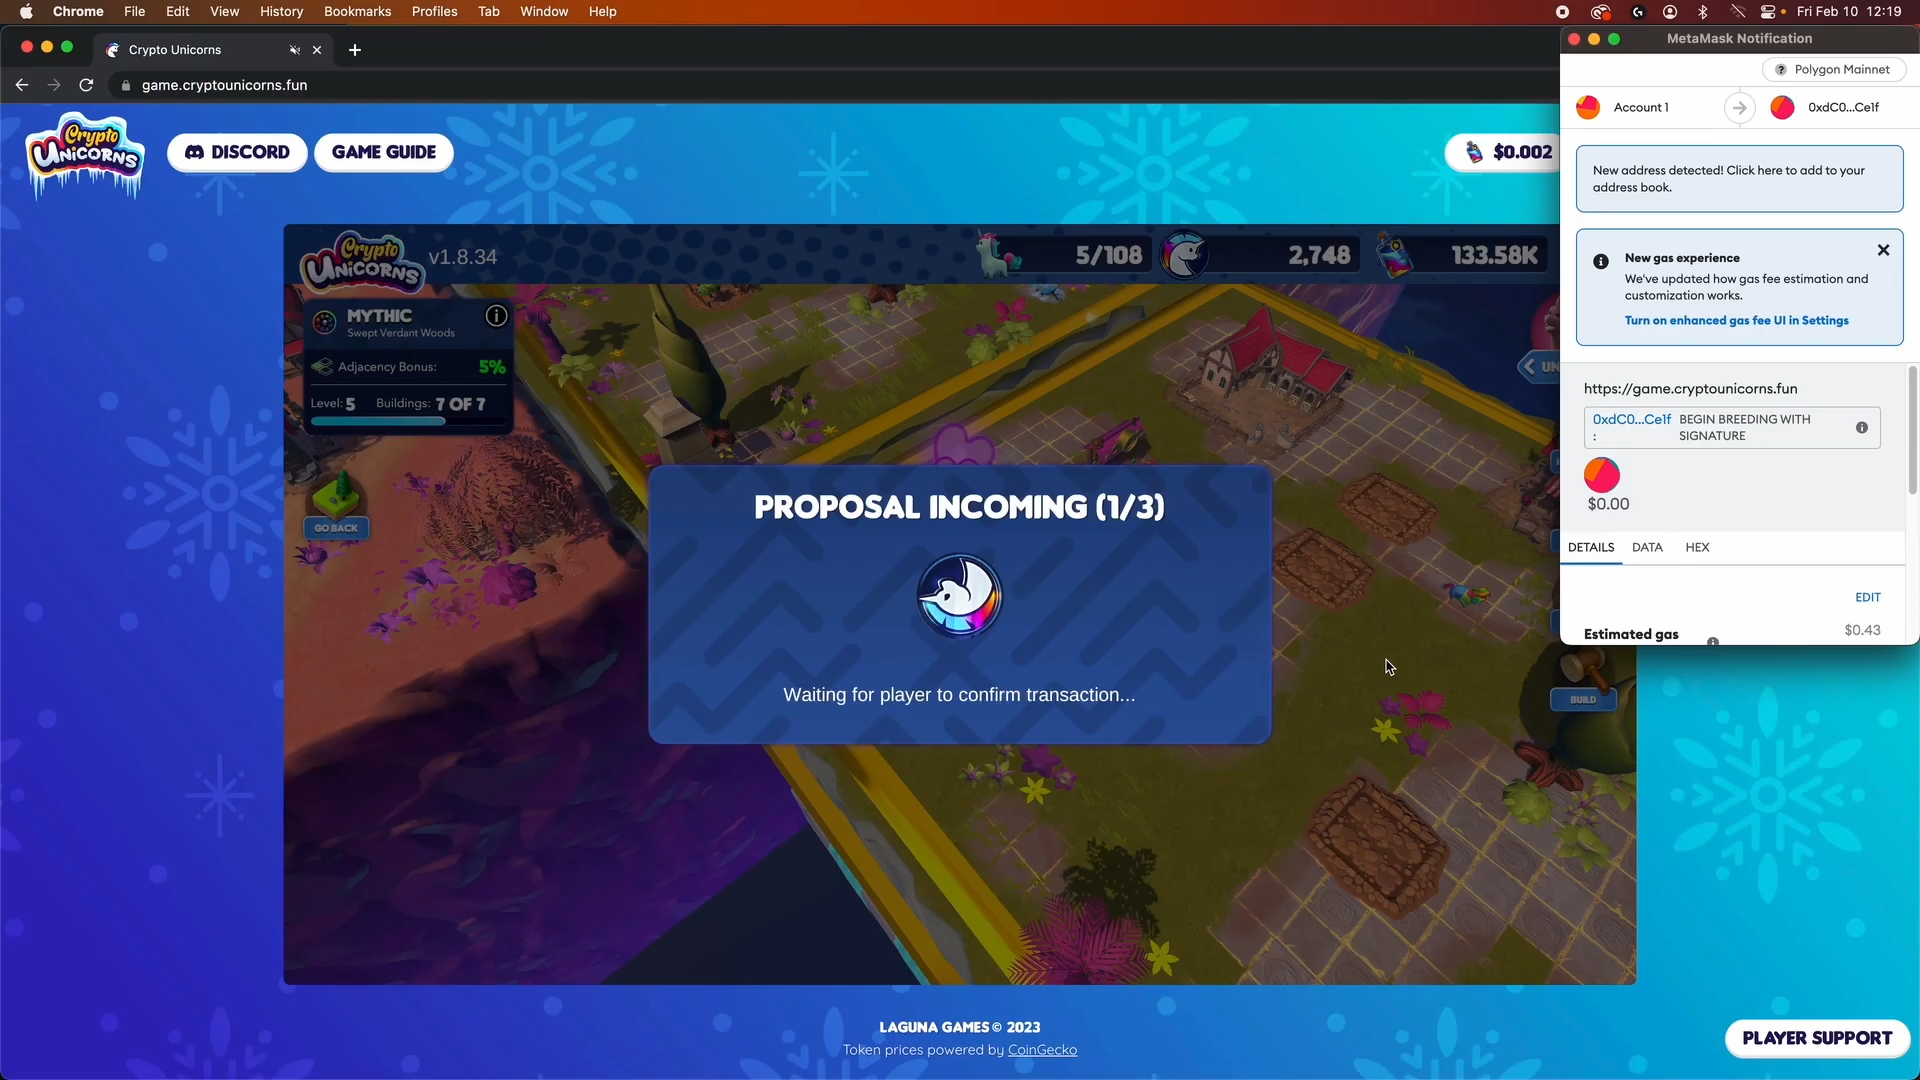 Chrome File Edit View History Bookmarks Profiles Tab Window Help
Fri Feb 10 12:19
Crypto Unicorns
game.cryptounicorns.fun
Crypto
UNICORNS
DISCORD
GAME GUIDE
$0.002
Crypto
UNICORNS
v1.8.34
5/108
2,748
133.58K
MYTHIC
Swept Verdant Woods
Adjacency Bonus: 5%
Level: 5 Buildings: 7 OF 7
GO BACK
UN
PROPOSAL INCOMING (1/3)
Waiting for player to confirm transaction...
BUILD
LAGUNA GAMES © 2023
Token prices powered by CoinGecko
PLAYER SUPPORT
MetaMask Notification
Polygon Mainnet
Account 1
0xdC0...Ce1f
New address detected! Click here to add to your
address book.
New gas experience
We've updated how gas fee estimation and
customization works.
Turn on enhanced gas fee UI in Settings
https://game.cryptounicorns.fun
0xdC0...Ce1f BEGIN BREEDING WITH
: SIGNATURE
$0.00
DETAILS DATA HEX
EDIT
Estimated gas
$0.43